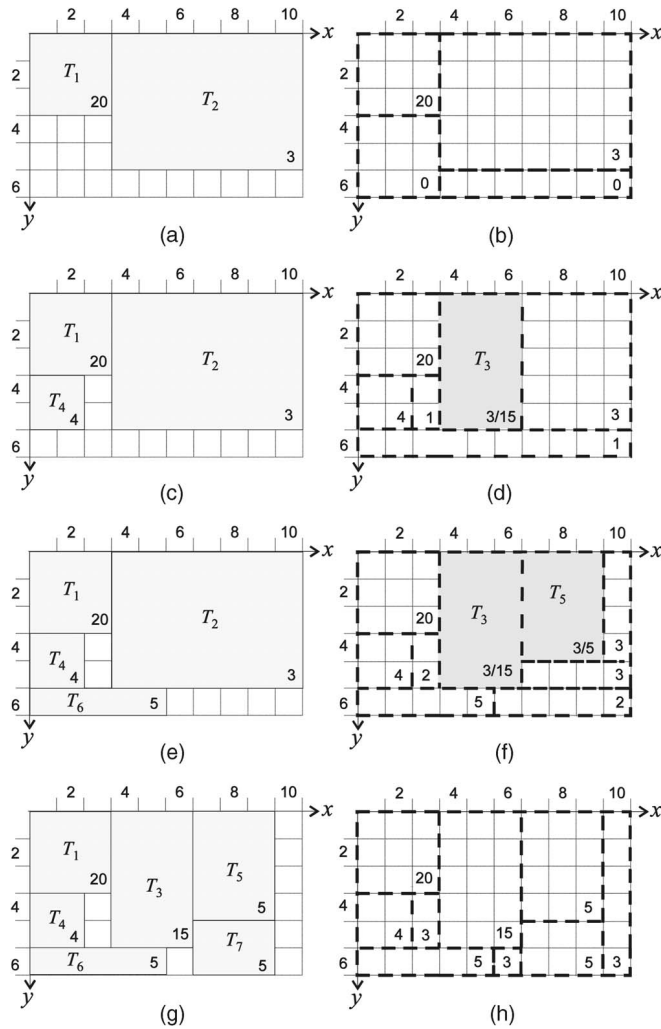 2 4 6 8 10 x
2 4 6 8 10 x
2 T1 20 T2 3
4
6
y
2 20
4 3
6 0 0
y
(a) (b)
2 4 6 8 10 x
2 4 6 8 10 x
2 T1 20 T2
4 T4 4 3
6
y
2 20 T3
4 4 1 3/15 3
6 1
y
(c) (d)
2 4 6 8 10 x
2 4 6 8 10 x
2 T1 20 T2
4 T4 4 3
6 T6 5
y
2 20 T3 T5
4 4 2 3/15 3/5 3 3
6 5 2
y
(e) (f)
2 4 6 8 10 x
2 4 6 8 10 x
2 T1 20 T3 T5
4 T4 4 15 5 T7
6 T6 5 5
y
2 20
4 4 3 15 5
6 5 3 5 3
y
(g) (h)